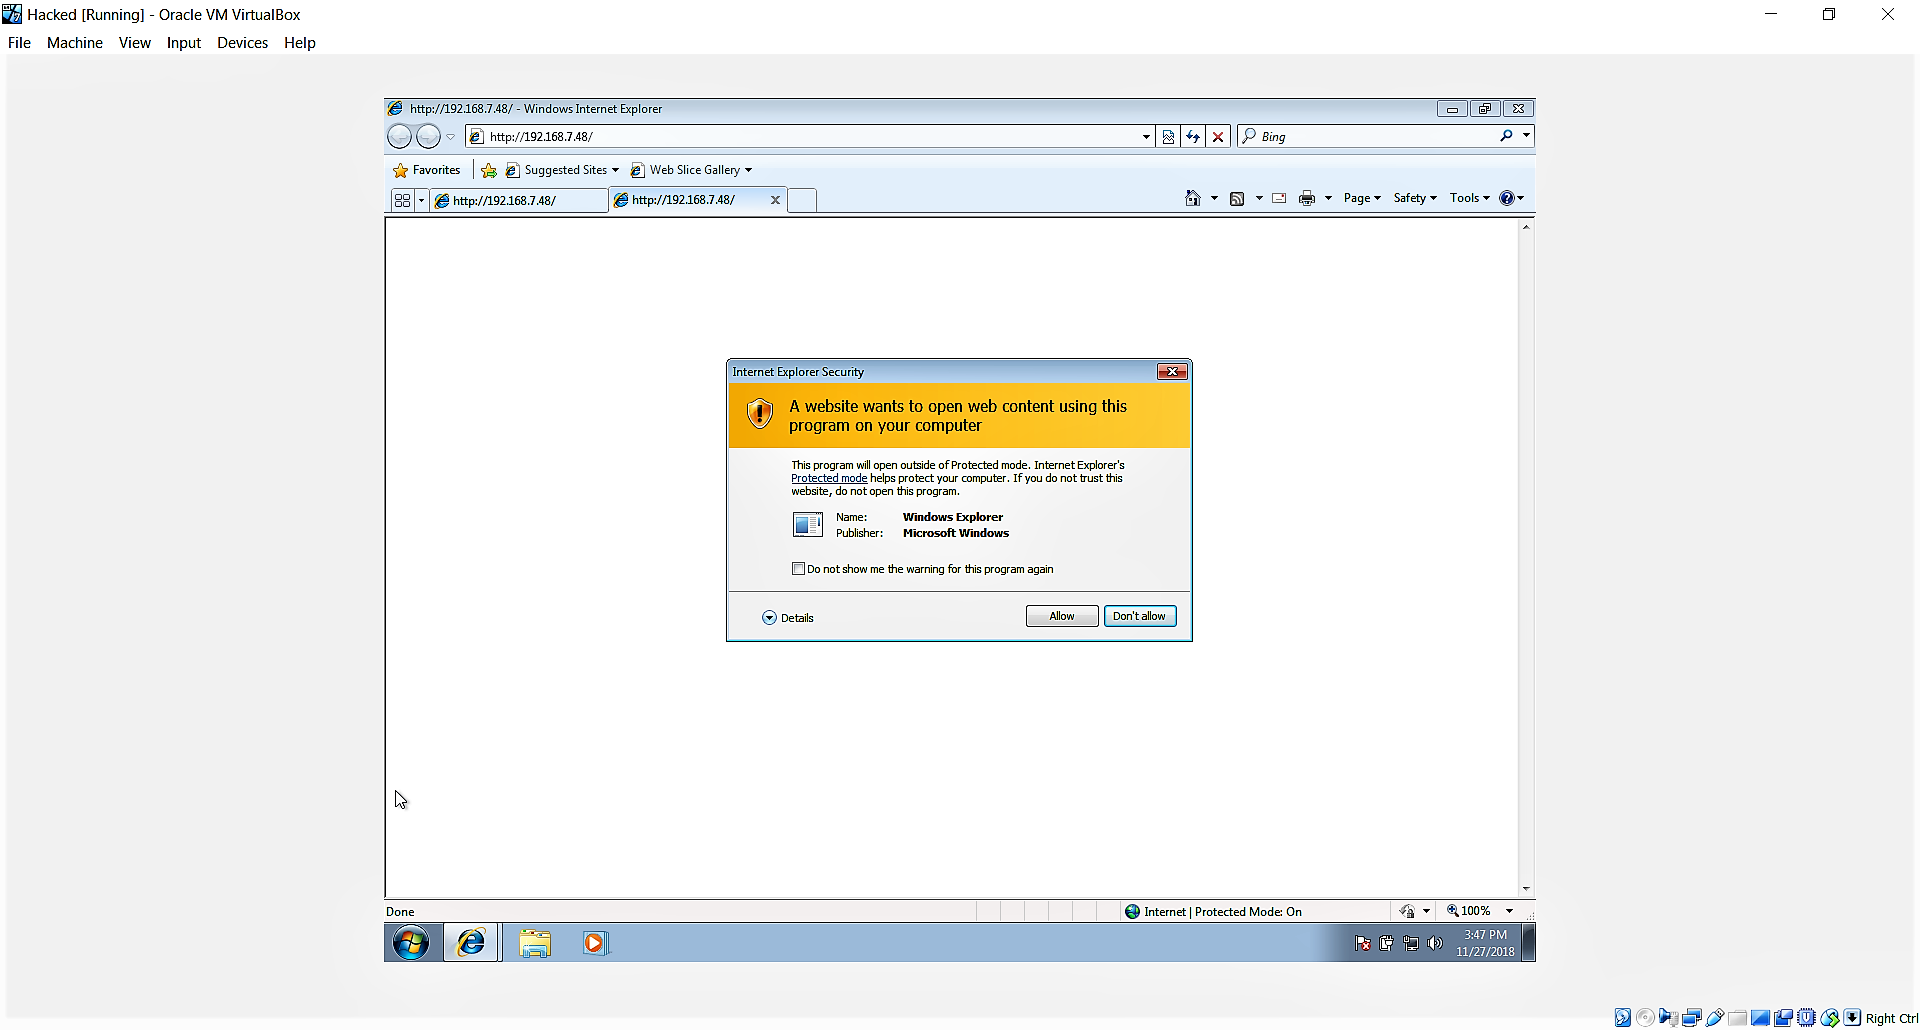 Hacked [Running] - Oracle VM VirtualBox
File Machine View Input Devices Help
http://192.168.7.48/ - Windows Internet Explorer
http://192.168.7.48/
Bing
Favorites Suggested Sites Web Slice Gallery
http://192.168.7.48/ http://192.168.7.48/ Page Safety Tools
Internet Explorer Security
A website wants to open web content using this
program on your computer
This program will open outside of Protected mode. Internet Explorer's
Protected mode helps protect your computer. If you do not trust this
website, do not open this program.
Name: Windows Explorer
Publisher: Microsoft Windows
Do not show me the warning for this program again
Details Allow Don't allow
Done Internet | Protected Mode: On 100%
3:47 PM
11/27/2018
Right Ctrl